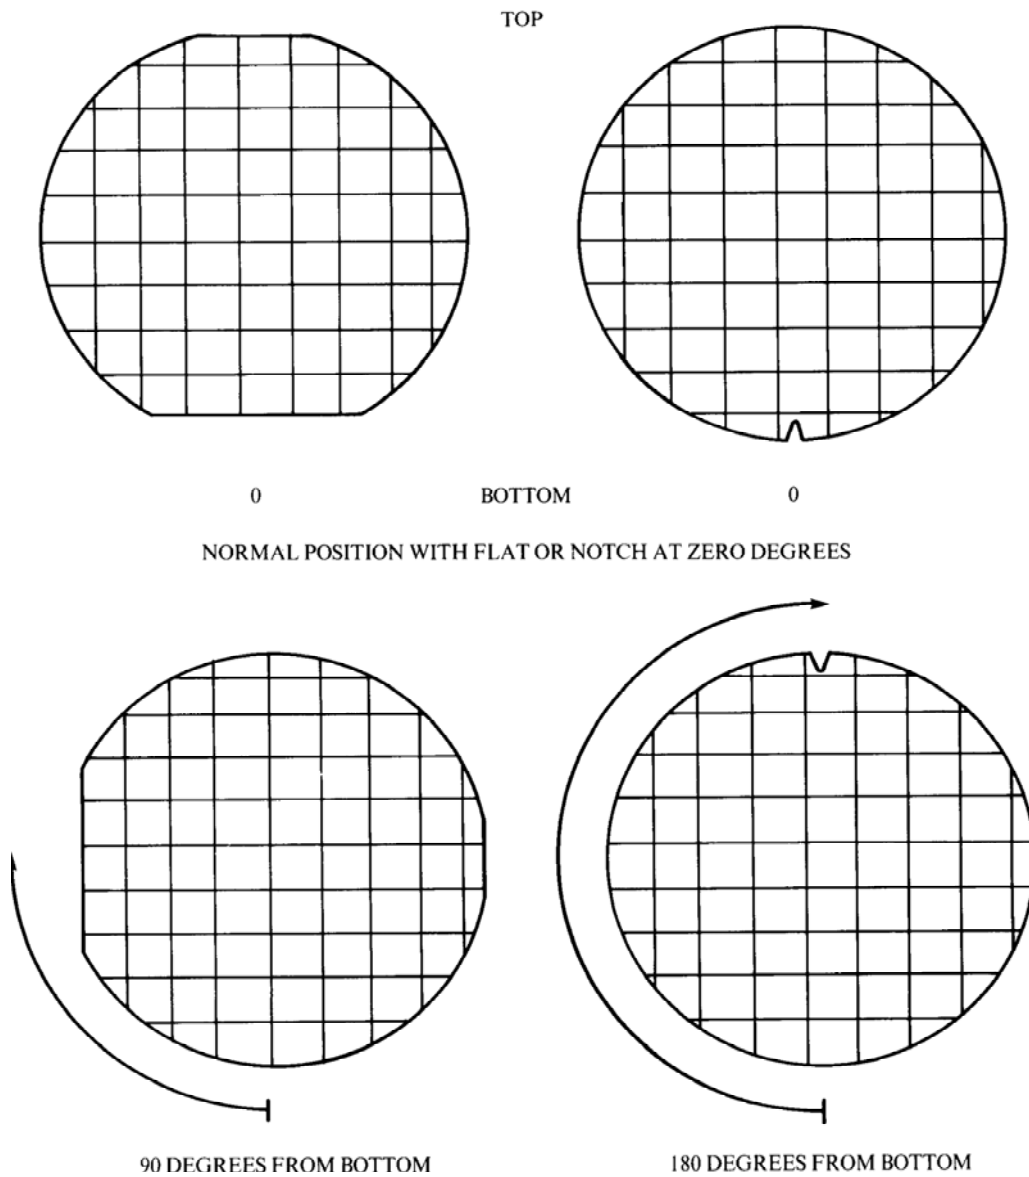 TOP
0 BOTTOM 0
NORMAL POSITION WITH FLAT OR NOTCH AT ZERO DEGREES
90 DEGREES FROM BOTTOM 180 DEGREES FROM BOTTOM